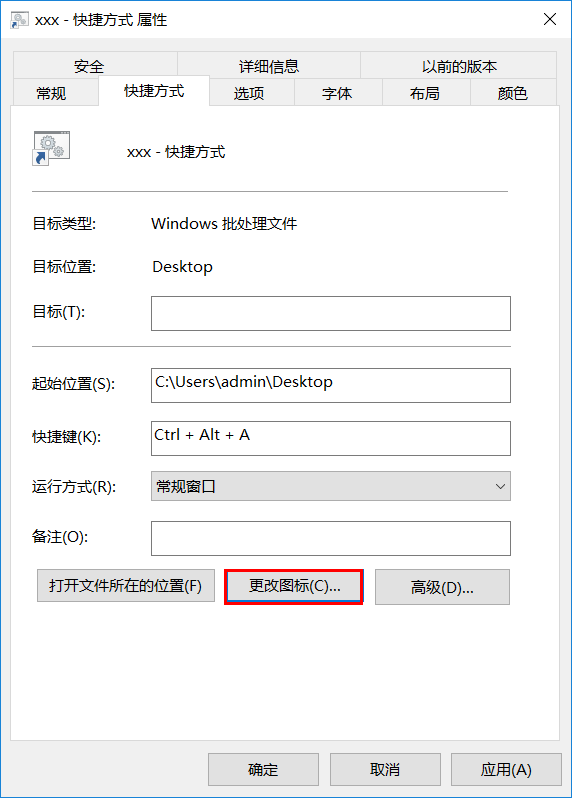 xxx - 快捷方式 属性
安全 详细信息 以前的版本
常规 快捷方式 选项 字体 布局 颜色
xxx - 快捷方式
目标类型: Windows 批处理文件
目标位置: Desktop
目标(T):
起始位置(S): C:\Users\admin\Desktop
快捷键(K): Ctrl + Alt + A
运行方式(R): 常规窗口
备注(O):
打开文件所在的位置(F) 更改图标(C)... 高级(D)...
确定 取消 应用(A)